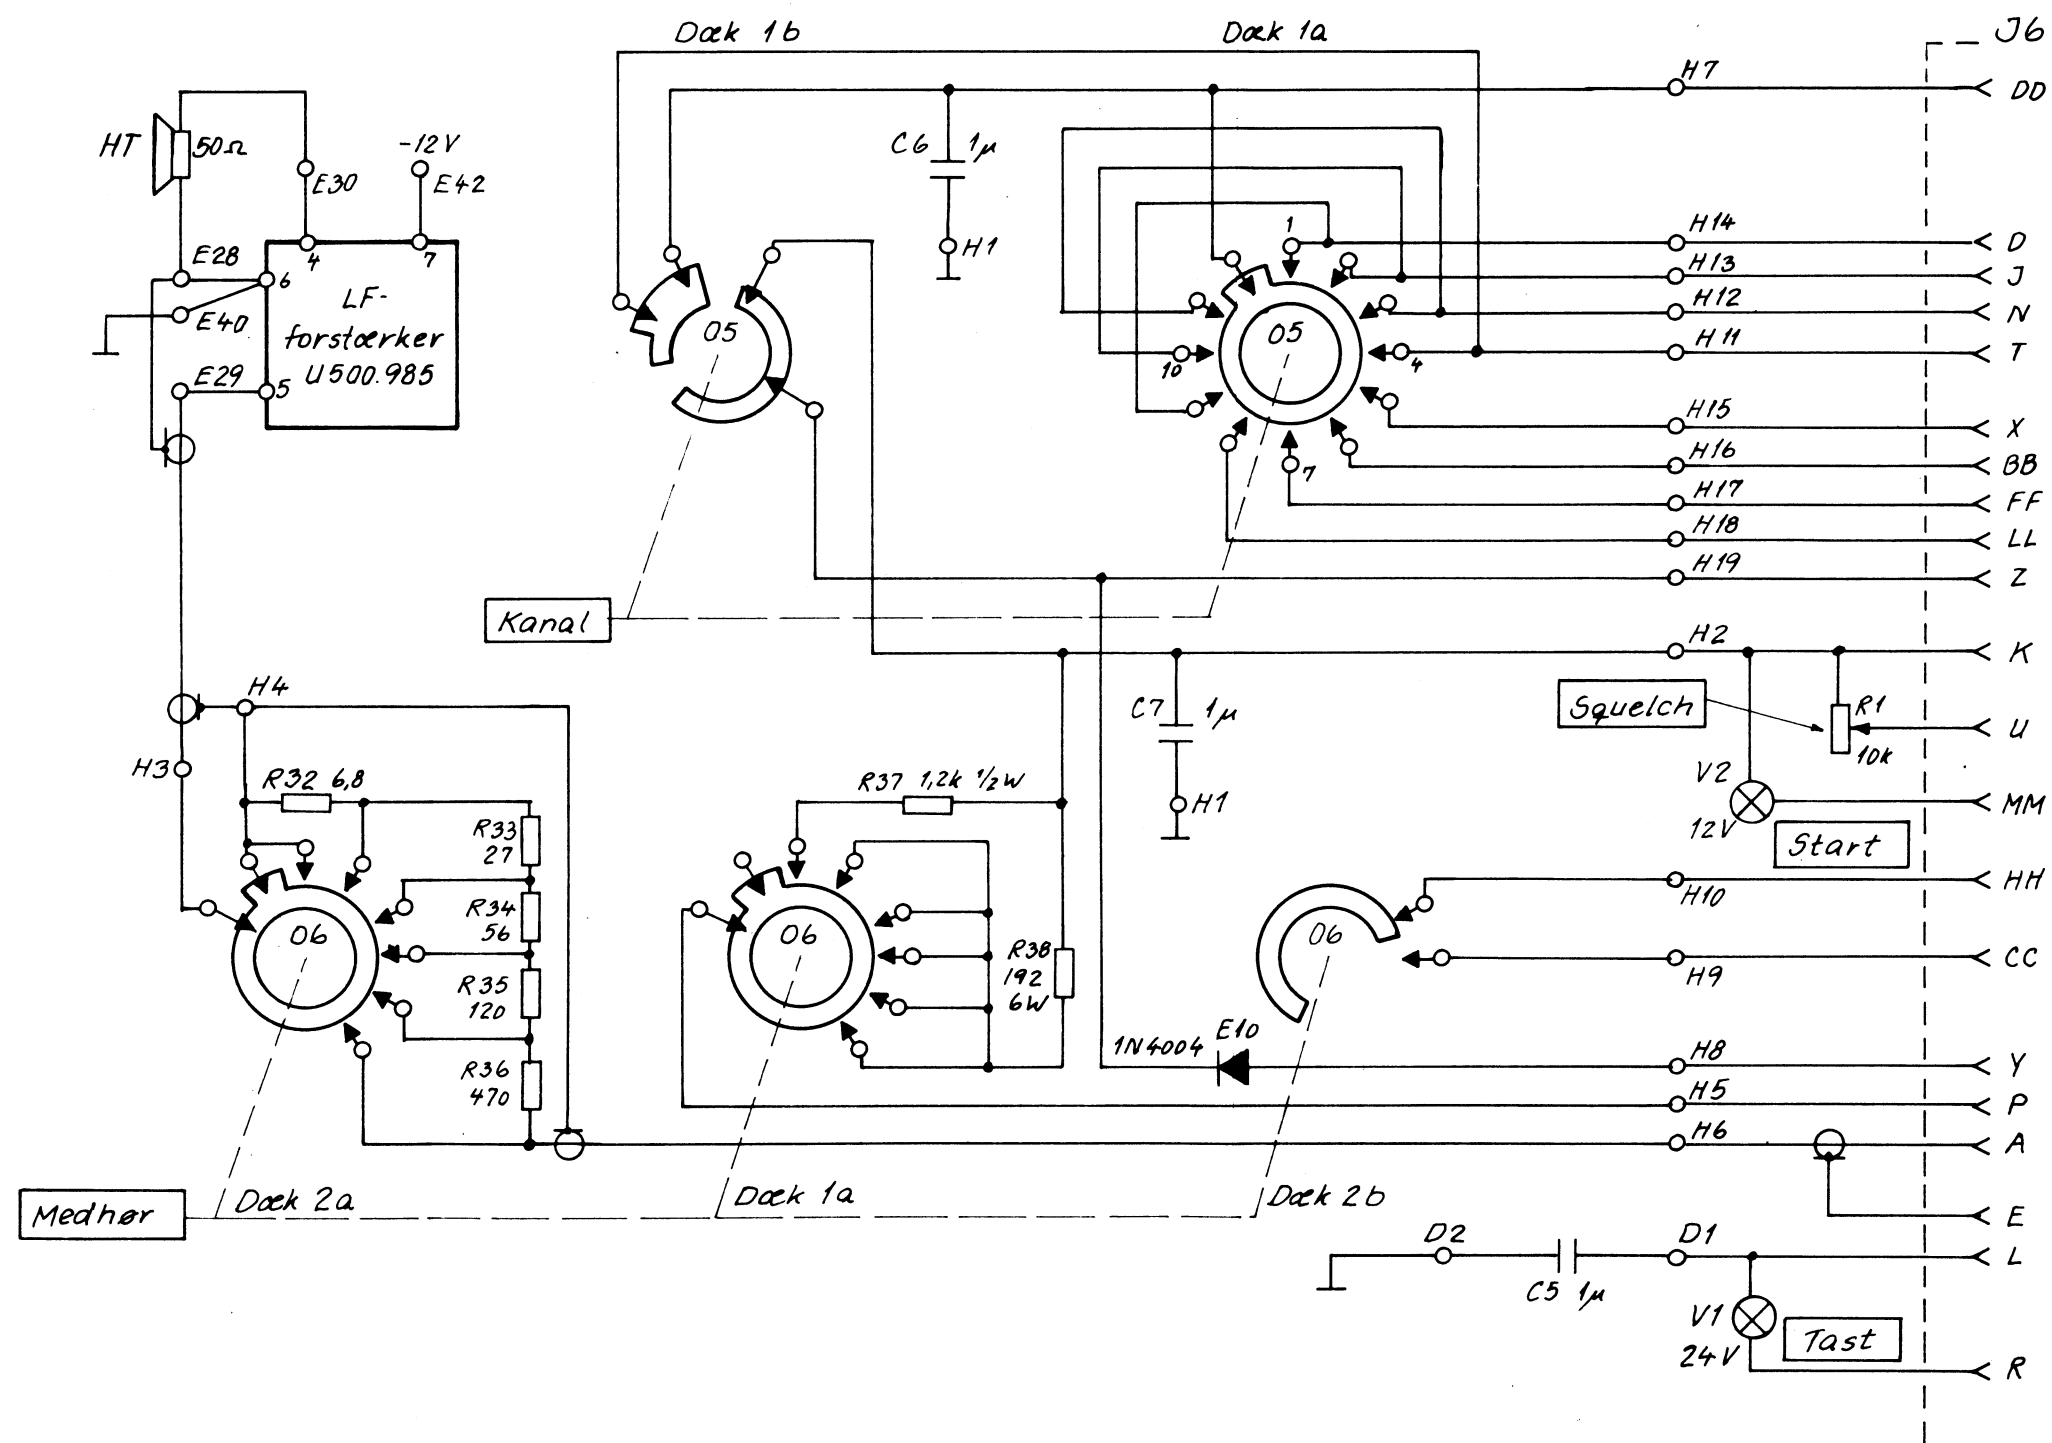 Dæk 1b
Dæk 1a
J6
H7
DD
HT
50Ω
-12V
C6
1μ
E30
E42
1
H14
D
H1
E28
4
7
H13
J
6
LF-
forstærker
U500.985
E40
O5
O5
H12
N
H11
T
10
4
E29
5
H15
X
H16
BB
7
H17
FF
H18
LL
H19
Z
Kanal
H2
K
H4
C7
1μ
Squelch
R1
10k
U
H3
R32 6,8
R37 1,2k ½W
H1
V2
12V
MM
Start
R33
27
R34
56
R35
120
R36
470
O6
O6
R38
192
6W
O6
H10
HH
H9
CC
1N4004
E10
H8
Y
H5
P
H6
A
Medhør
Dæk 2a
Dæk 1a
Dæk 2b
E
D2
D1
L
C5 1μ
V1
24V
Tast
R